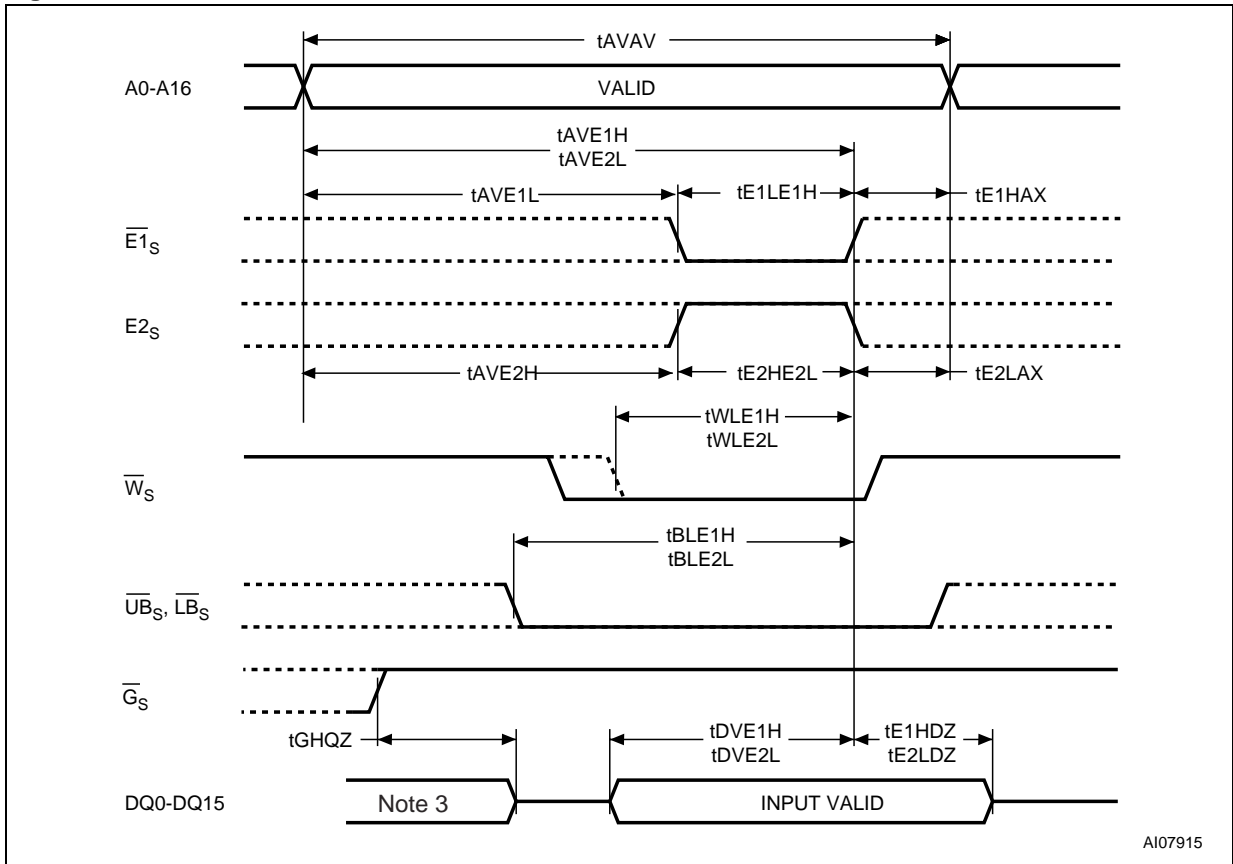 tAVAV
A0-A16
VALID
tAVE1H
tAVE2L
tAVE1L
tE1LE1H
tE1HAX
E1S
E2S
tAVE2H
tE2HE2L
tE2LAX
tWLE1H
tWLE2L
WS
tBLE1H
tBLE2L
UBS, LBS
GS
tGHQZ
tDVE1H
tDVE2L
tE1HDZ
tE2LDZ
DQ0-DQ15
Note 3
INPUT VALID
AI07915